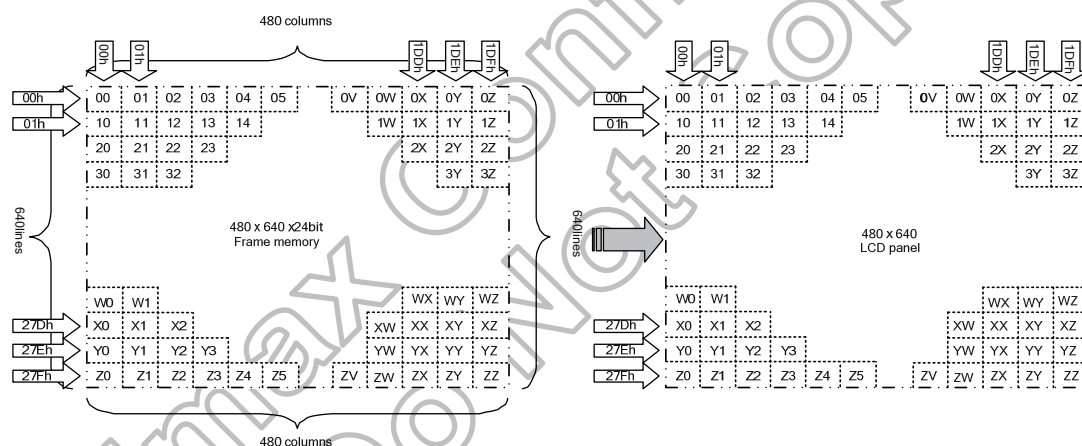 480 columns
00h 01h 1DDh 1DEh 1DFh 00h 01h 1DDh 1DEh 1DFh
00h 00 01 02 03 04 05 0V 0W 0X 0Y 0Z 00h 00 01 02 03 04 05 0V 0W 0X 0Y 0Z
01h 10 11 12 13 14 1W 1X 1Y 1Z 01h 10 11 12 13 14 1W 1X 1Y 1Z
20 21 22 23 2X 2Y 2Z 20 21 22 23 2X 2Y 2Z
30 31 32 3Y 3Z 30 31 32 3Y 3Z
640lines 480 x 640 x24bit 640lines 480 x 640
Frame memory LCD panel
W0 W1 WX WY WZ W0 W1 WX WY WZ
27Dh X0 X1 X2 XW XX XY XZ 27Dh X0 X1 X2 XW XX XY XZ
27Eh Y0 Y1 Y2 Y3 YW YX YY YZ 27Eh Y0 Y1 Y2 Y3 YW YX YY YZ
27Fh Z0 Z1 Z2 Z3 Z4 Z5 ZV ZW ZX ZY ZZ 27Fh Z0 Z1 Z2 Z3 Z4 Z5 ZV ZW ZX ZY ZZ
480 columns